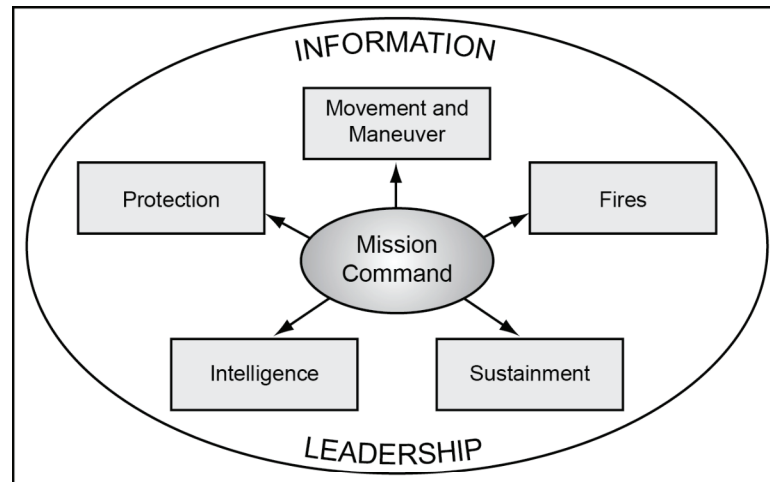 INFORMATION
Movement and
Maneuver
Protection
Fires
Mission
Command
Intelligence
Sustainment
LEADERSHIP